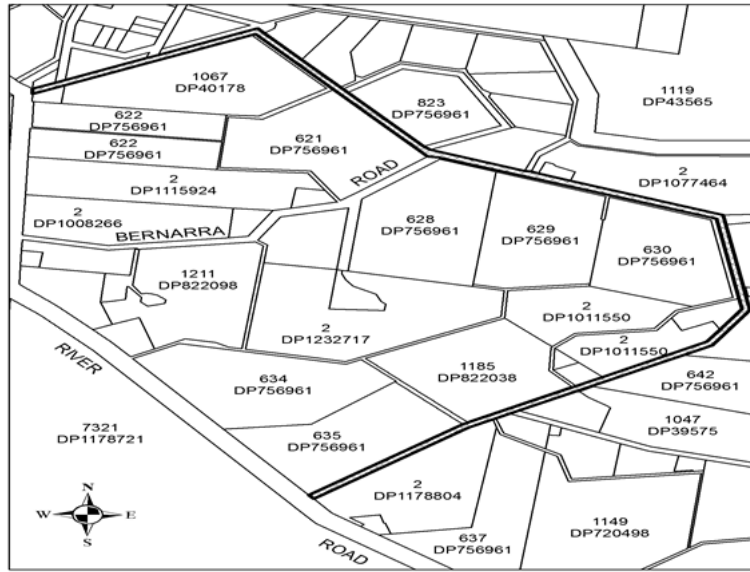 1067
DP40178
1119
DP43565
823
DP756961
622
DP756961
622
DP756961
621
DP756961
ROAD
2
DP1115924
2
DP1077464
2
DP1008266
BERNARRA
628
DP756961
629
DP756961
630
DP756961
1211
DP822098
2
DP1232717
2
DP1011550
2
DP1011550
RIVER
634
DP756961
1185
DP822038
642
DP756961
1047
DP39575
7321
DP1178721
635
DP756961
2
DP1178804
N
W
E
S
1149
DP720498
637
DP756961
ROAD